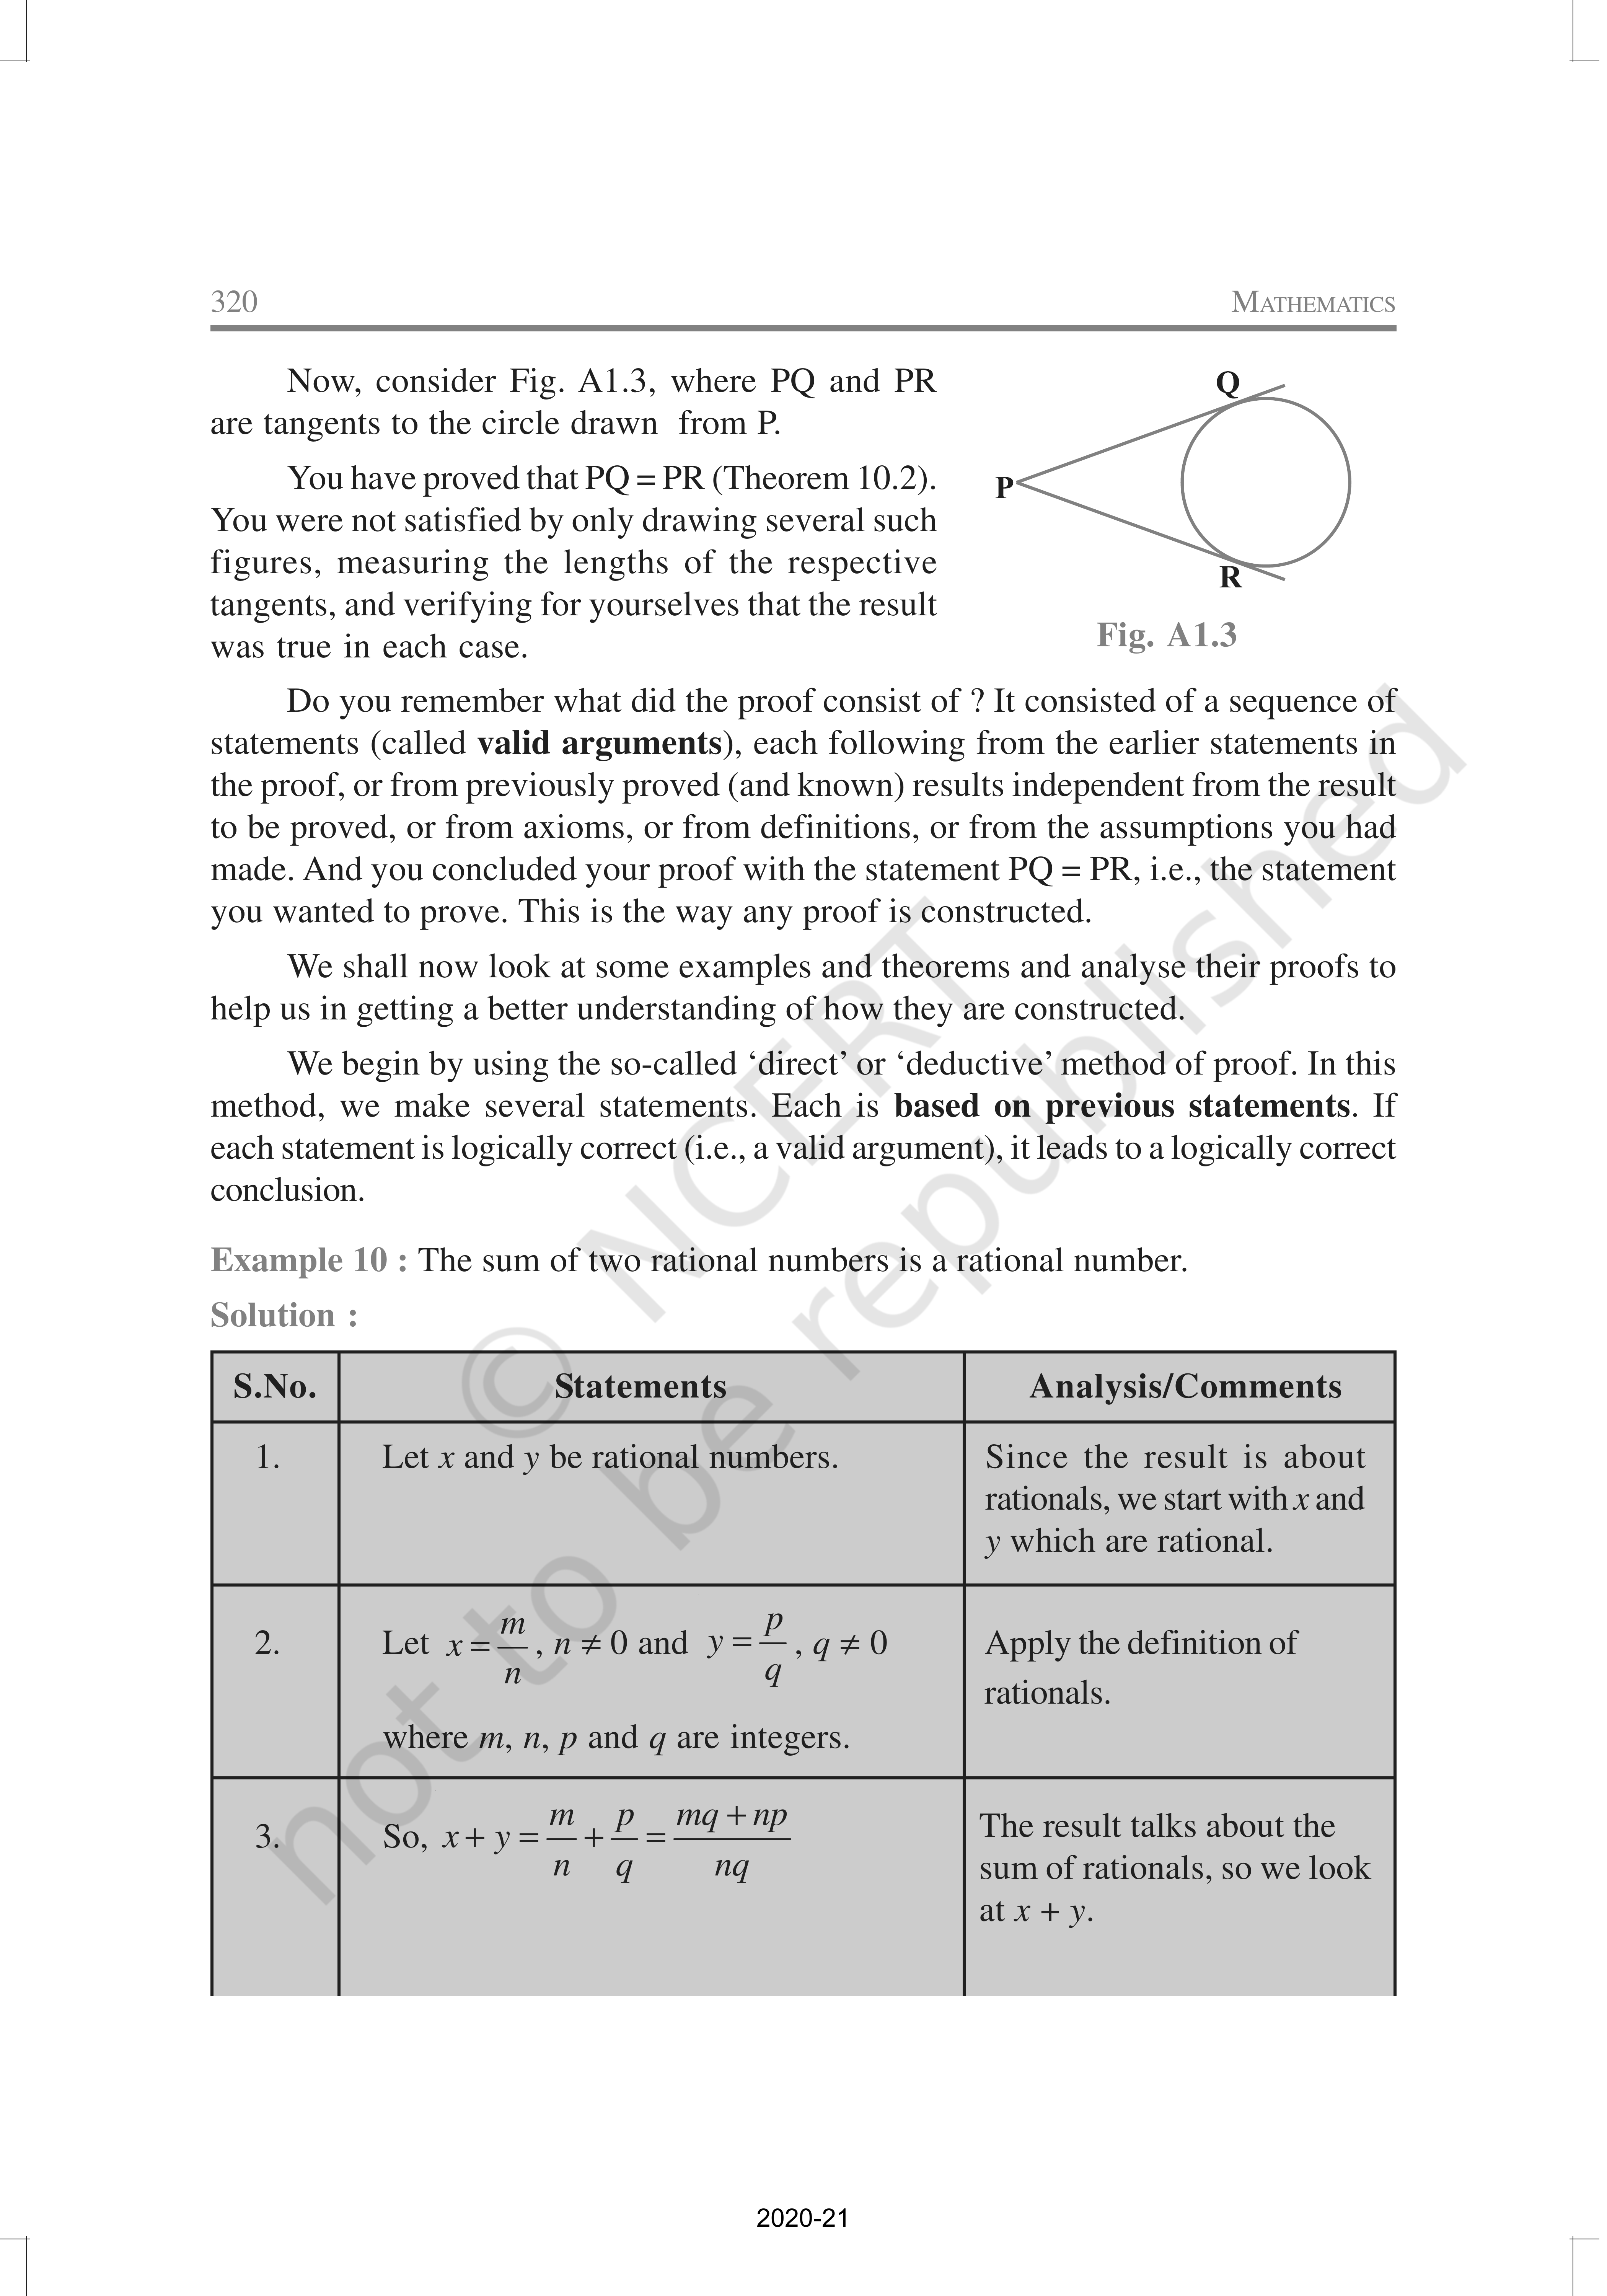 320
MATHEMATICS
Now, consider Fig. A1.3, where PQ and PR
are tangents to the circle drawn from P.
You have proved that PQ = PR (Theorem 10.2).
You were not satisfied by only drawing several such
figures, measuring the lengths of the respective
tangents, and verifying for yourselves that the result
was true in each case.
Q
P
R
Fig. A1.3
Do you remember what did the proof consist of ? It consisted of a sequence of
statements (called valid arguments), each following from the earlier statements in
the proof, or from previously proved (and known) results independent from the result
to be proved, or from axioms, or from definitions, or from the assumptions you had
made. And you concluded your proof with the statement PQ = PR, i.e., the statement
you wanted to prove. This is the way any proof is constructed.
We shall now look at some examples and theorems and analyse their proofs to
help us in getting a better understanding of how they are constructed.
We begin by using the so-called ‘direct’ or ‘deductive’ method of proof. In this
method, we make several statements. Each is based on previous statements. If
each statement is logically correct (i.e., a valid argument), it leads to a logically correct
conclusion.
Example 10 : The sum of two rational numbers is a rational number.
Solution :
S.No. Statements Analysis/Comments
1. Let x and y be rational numbers. Since the result is about
rationals, we start with x and
y which are rational.
2. Let x = m/n , n ≠ 0 and y = p/q , q ≠ 0 Apply the definition of
rationals.
where m, n, p and q are integers.
3. So, x + y = m/n + p/q = (mq + np)/nq The result talks about the
sum of rationals, so we look
at x + y.
© NCERT
not to be republished
2020-21